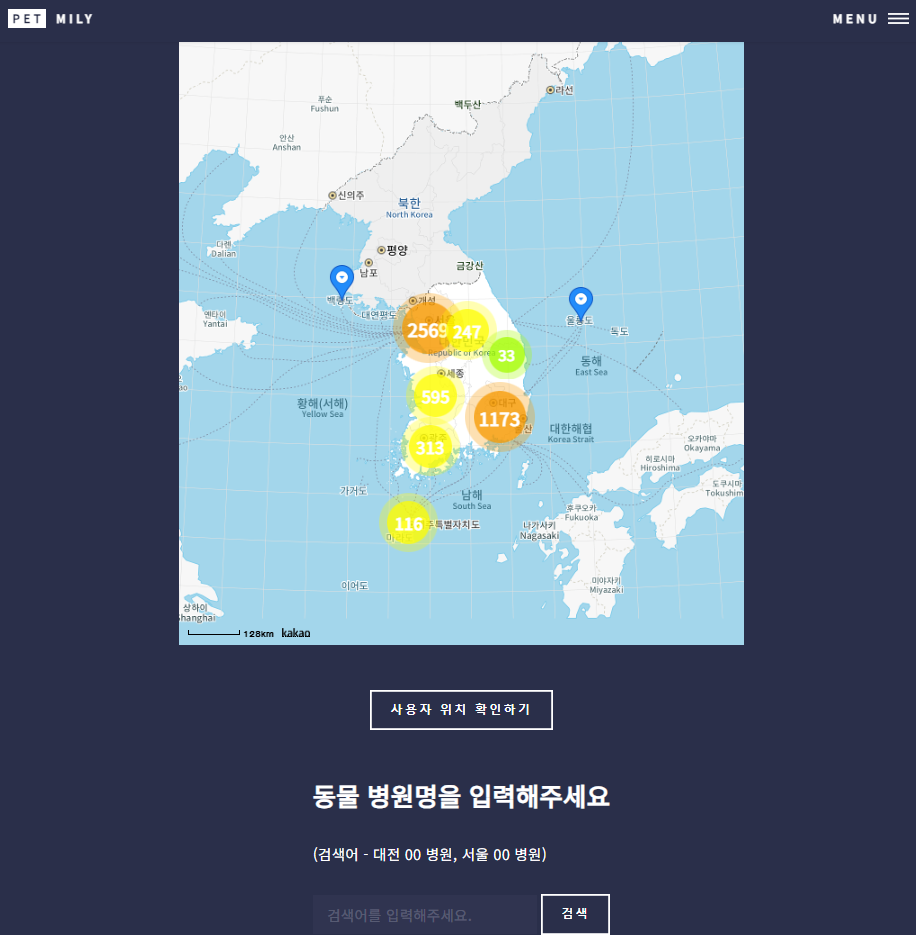 PET MILY
MENU
라선
백두산
푸순
Fushun
안산
Anshan
신의주
북한
North Korea
다롄
Dalian
평양
남포
금강산
백령도
개성
대연평도
울릉도
독도
옌타이
Yantai
2569
247
대한민국
Republic of Korea
33
동해
East Sea
세종
595
황해(서해)
Yellow Sea
대구
1173
대한해협
Korea Strait
광주
313
오카야마
Okayama
히로시마
Hiroshima
도쿠시마
Tokushim
가거도
남해
South Sea
후쿠오카
Fukuoka
116
주특별자치도
나가사키
Nagasaki
이어도
미야자키
Miyazaki
상하이
Shanghai
128km kakao
사용자 위치 확인하기
동물 병원명을 입력해주세요
(검색어 - 대전 00 병원, 서울 00 병원)
검색어를 입력해주세요.
검색